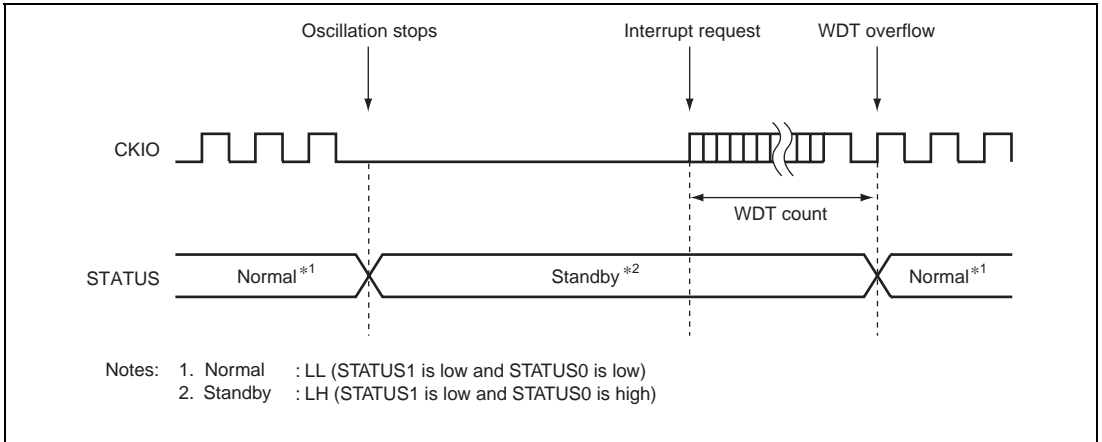 Oscillation stops
Interrupt request
WDT overflow
CKIO
WDT count
STATUS
Normal*1
Standby*2
Normal*1
Notes: 1. Normal : LL (STATUS1 is low and STATUS0 is low)
2. Standby : LH (STATUS1 is low and STATUS0 is high)